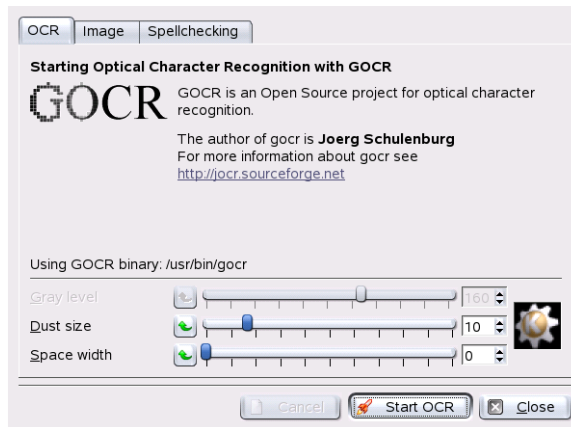 OCR Image Spellchecking
Starting Optical Character Recognition with GOCR
GOCR
GOCR is an Open Source project for optical character
recognition.
The author of gocr is Joerg Schulenburg
For more information about gocr see
http://jocr.sourceforge.net
Using GOCR binary: /usr/bin/gocr
Gray level 160
Dust size 10
Space width 0
Cancel Start OCR Close